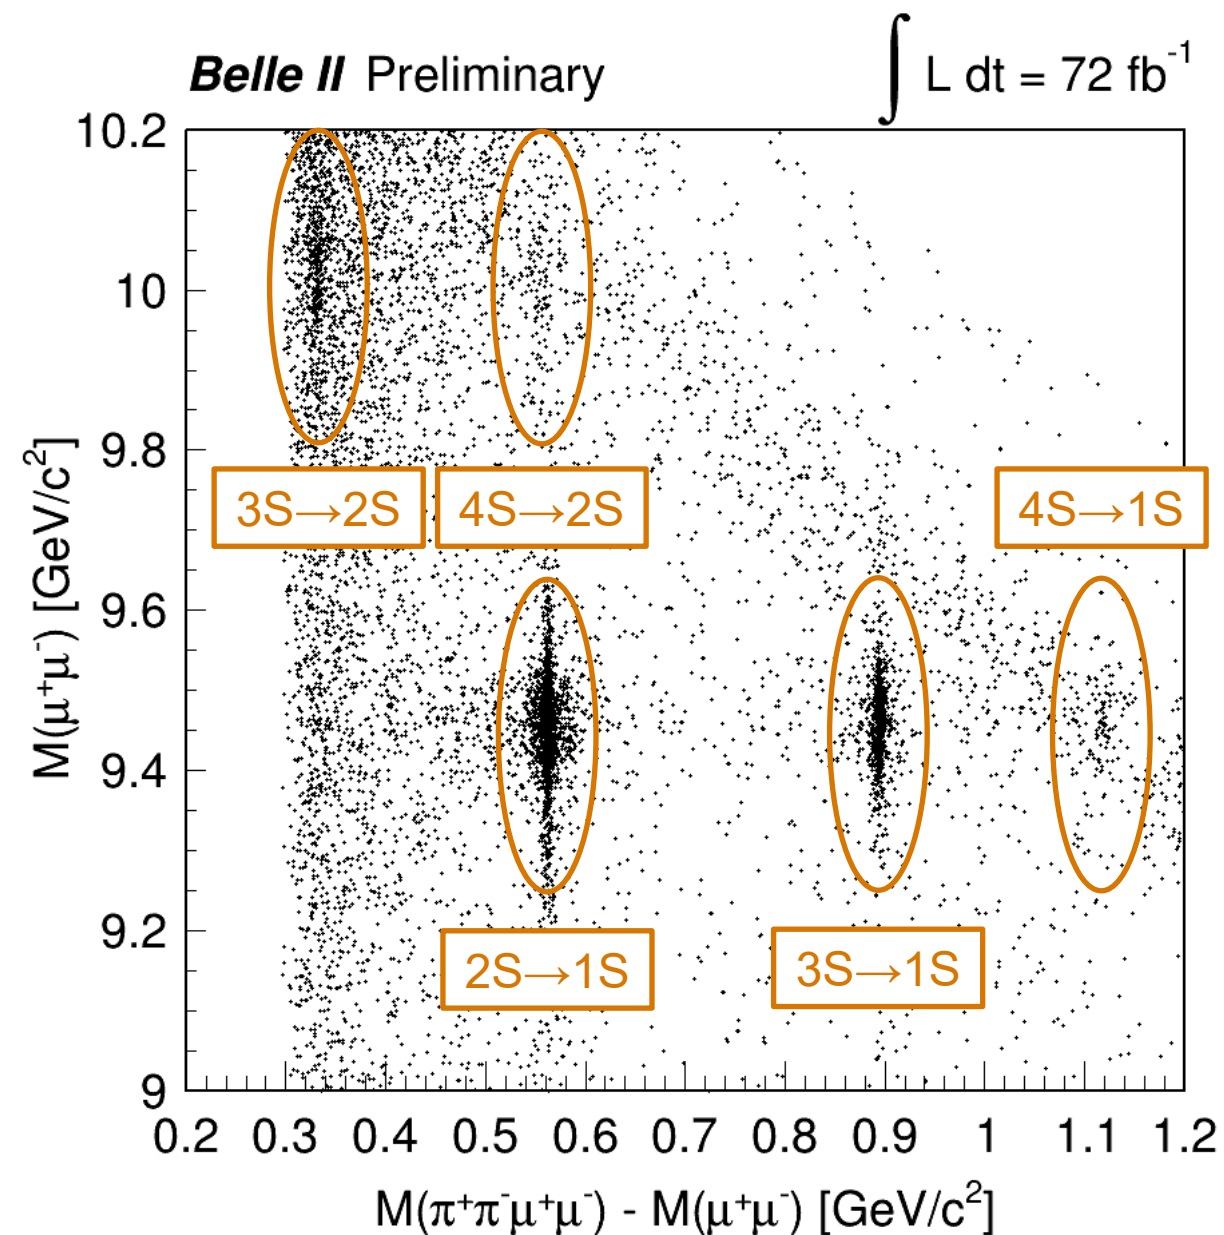 Belle II Preliminary
∫ L dt = 72 fb⁻¹
10.2
10
9.8
9.6
9.4
9.2
9
M(μ⁺μ⁻) [GeV/c²]
3S→2S
4S→2S
4S→1S
2S→1S
3S→1S
0.2 0.3 0.4 0.5 0.6 0.7 0.8 0.9 1 1.1 1.2
M(π⁺π⁻μ⁺μ⁻) - M(μ⁺μ⁻) [GeV/c²]